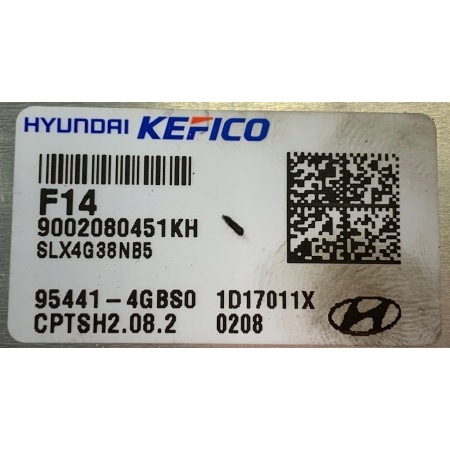 HYUNDAI KEFICO
F14
9002080451KH
SLX4G38NB5
95441-4GBS0 1D17011X
CPTSH2.08.2 0208